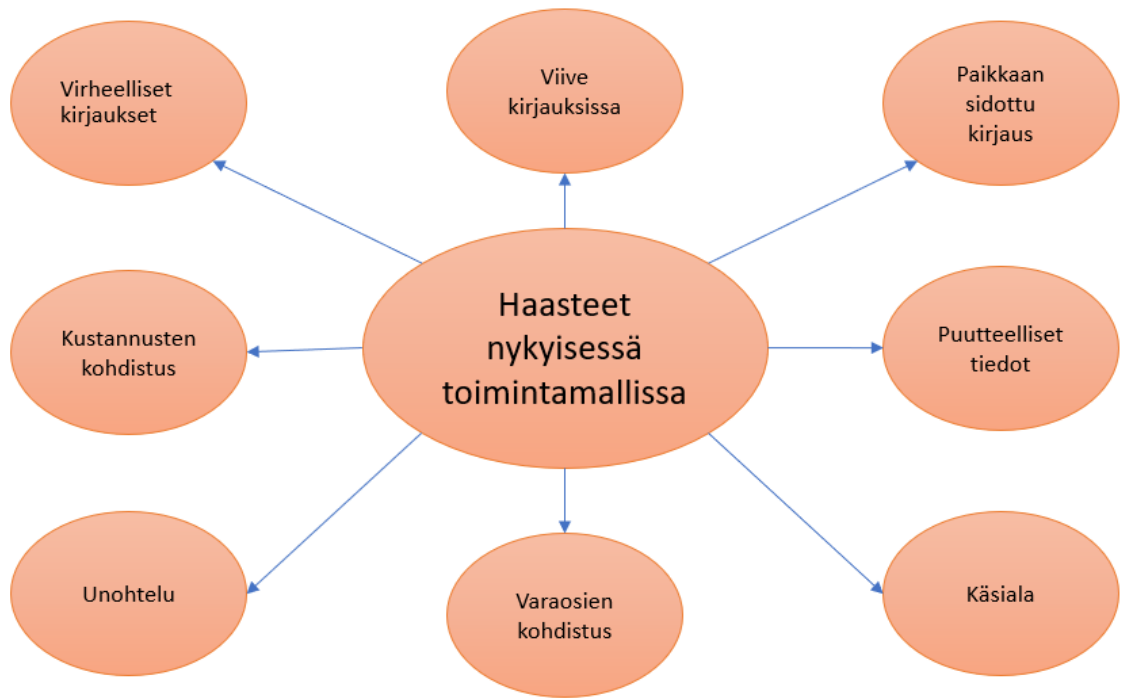 Virheelliset
kirjaukset
Viive
kirjauksissa
Paikkaan
sidottu
kirjaus
Kustannusten
kohdistus
Haasteet
nykyisessä
toimintamallissa
Puutteelliset
tiedot
Unohtelu
Varaosien
kohdistus
Käsiala